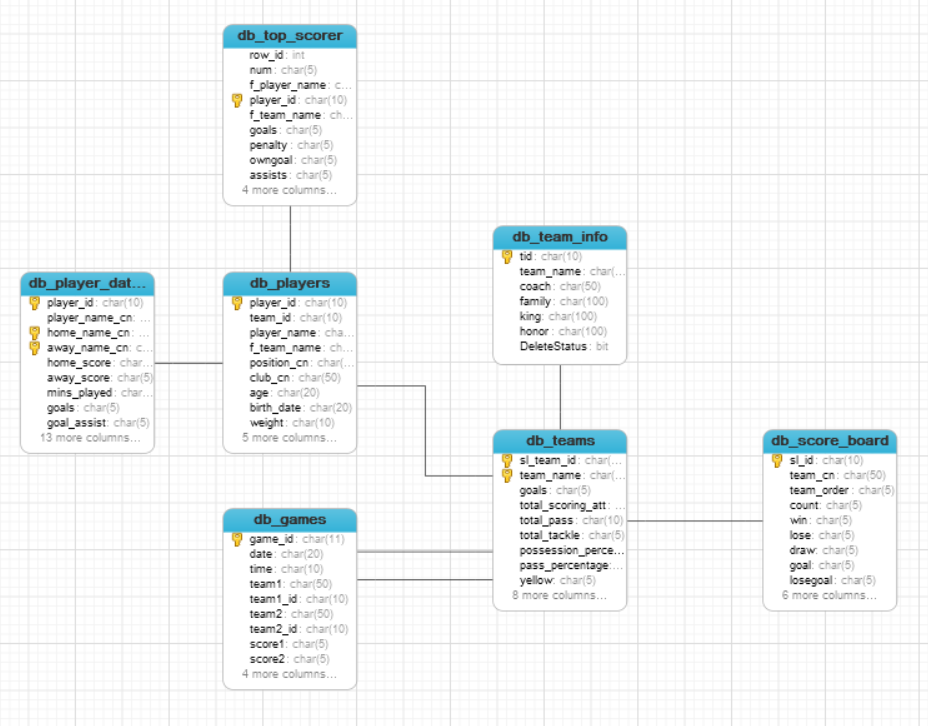 db_top_scorer
row_id: int
num: char(5)
f_player_name: c...
player_id: char(10)
f_team_name: ch...
goals: char(5)
penalty: char(5)
owngoal: char(5)
assists: char(5)
4 more columns...
db_team_info
tid: char(10)
team_name: char(...
coach: char(50)
family: char(100)
king: char(100)
honor: char(100)
DeleteStatus: bit
db_player_dat...
player_id: char(10)
player_name_cn: ...
home_name_cn: ...
away_name_cn: c...
home_score: char...
away_score: char(5)
mins_played: char...
goals: char(5)
goal_assist: char(5)
13 more columns...
db_players
player_id: char(10)
team_id: char(10)
player_name: cha...
f_team_name: ch...
position_cn: char(...
club_cn: char(50)
age: char(20)
birth_date: char(20)
weight: char(10)
5 more columns...
db_teams
sl_team_id: char(...
team_name: char(...
goals: char(5)
total_scoring_att: ...
total_pass: char(10)
total_tackle: char(5)
possession_perce...
pass_percentage:...
yellow: char(5)
8 more columns...
db_score_board
sl_id: char(10)
team_cn: char(50)
team_order: char(5)
count: char(5)
win: char(5)
lose: char(5)
draw: char(5)
goal: char(5)
losegoal: char(5)
6 more columns...
db_games
game_id: char(11)
date: char(20)
time: char(10)
team1: char(50)
team1_id: char(10)
team2: char(50)
team2_id: char(10)
score1: char(5)
score2: char(5)
4 more columns...